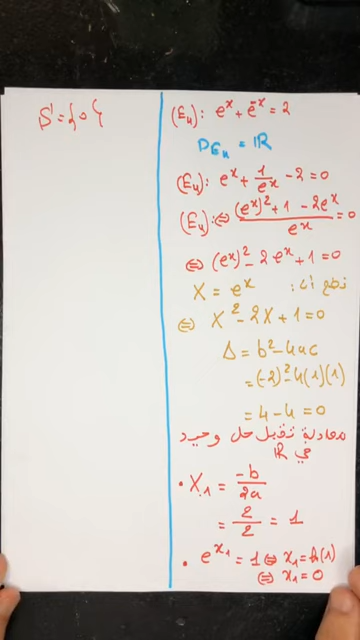 S = {0}
(E₄): eˣ + e⁻ˣ = 2
D_E₄ = ℝ
(E₄): eˣ + 1/eˣ - 2 = 0
(E₄): ⇔ ((eˣ)² + 1 - 2eˣ)/eˣ = 0
⇔ (eˣ)² - 2eˣ + 1 = 0
نضع أن: X = eˣ
⇔ X² - 2X + 1 = 0
Δ = b² - 4ac
= (-2)² - 4(1)(1)
= 4 - 4 = 0
معادلة تقبل حل وحيد
في ℝ
• X₁ = -b/2a
= 2/2 = 1
• eˣ₁ = 1 ⇔ x₁ = ln(1)
⇔ x₁ = 0